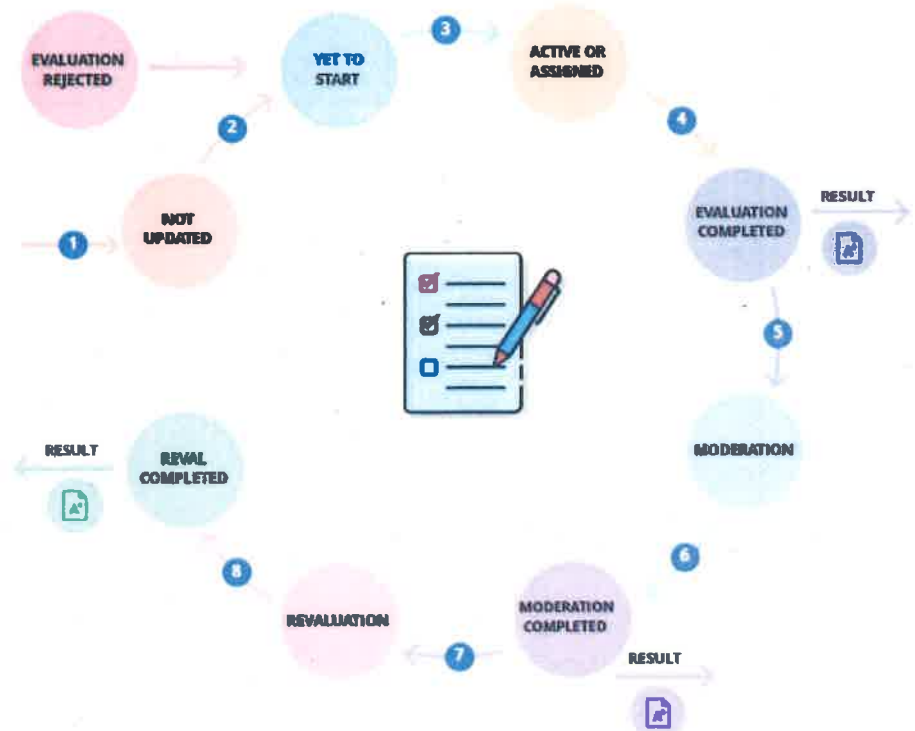 EVALUATION
REJECTED
YET TO
START
3
ACTIVE OR
ASSIGNED
2
4
NOT
UPDATED
1
EVALUATION
COMPLETED
RESULT
A+
5
RESULT
A+
REVAL
COMPLETED
MODERATION
8
6
REVALUATION
7
MODERATION
COMPLETED
RESULT
A+